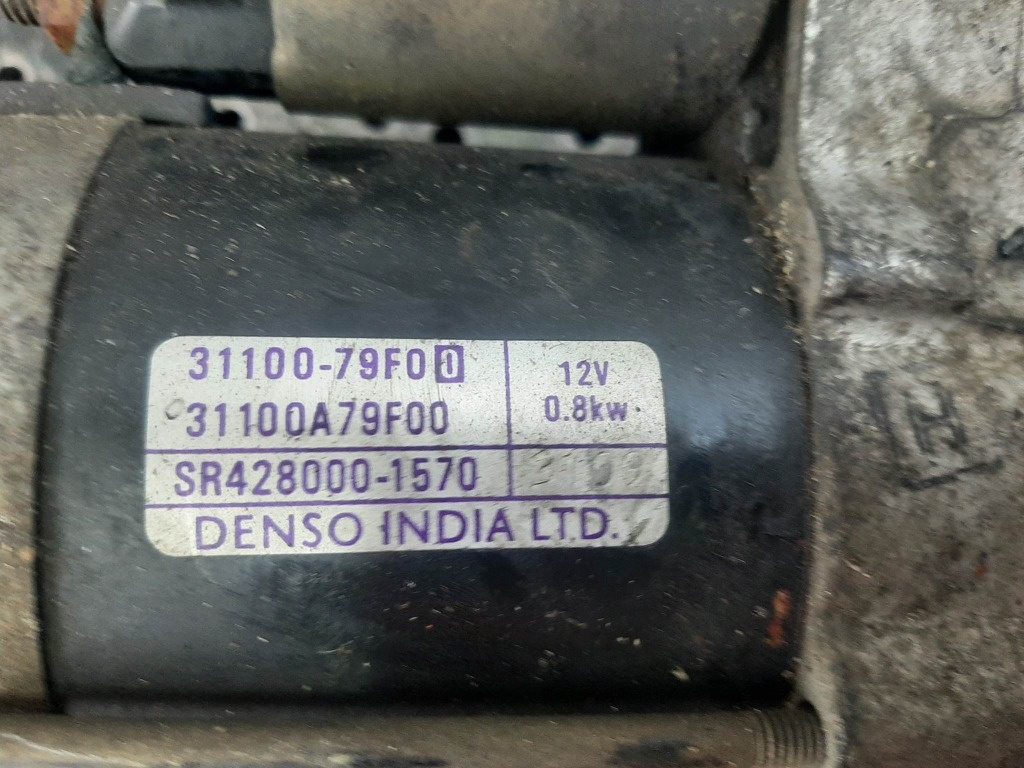 31100-79F00
31100A79F00
12V
0.8kw
SR428000-1570
DENSO INDIA LTD.
H